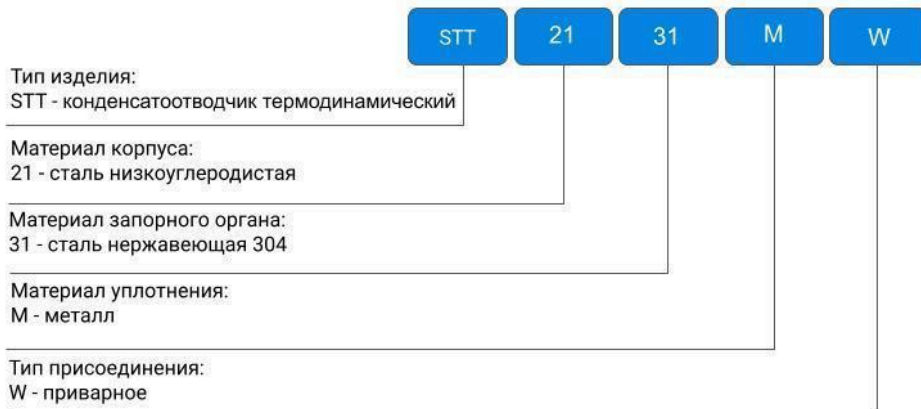 STT 21 31 M W
Тип изделия:
STT - конденсатоотводчик термодинамический
Материал корпуса:
21 - сталь низкоуглеродистая
Материал запорного органа:
31 - сталь нержавеющая 304
Материал уплотнения:
М - металл
Тип присоединения:
W - приварное